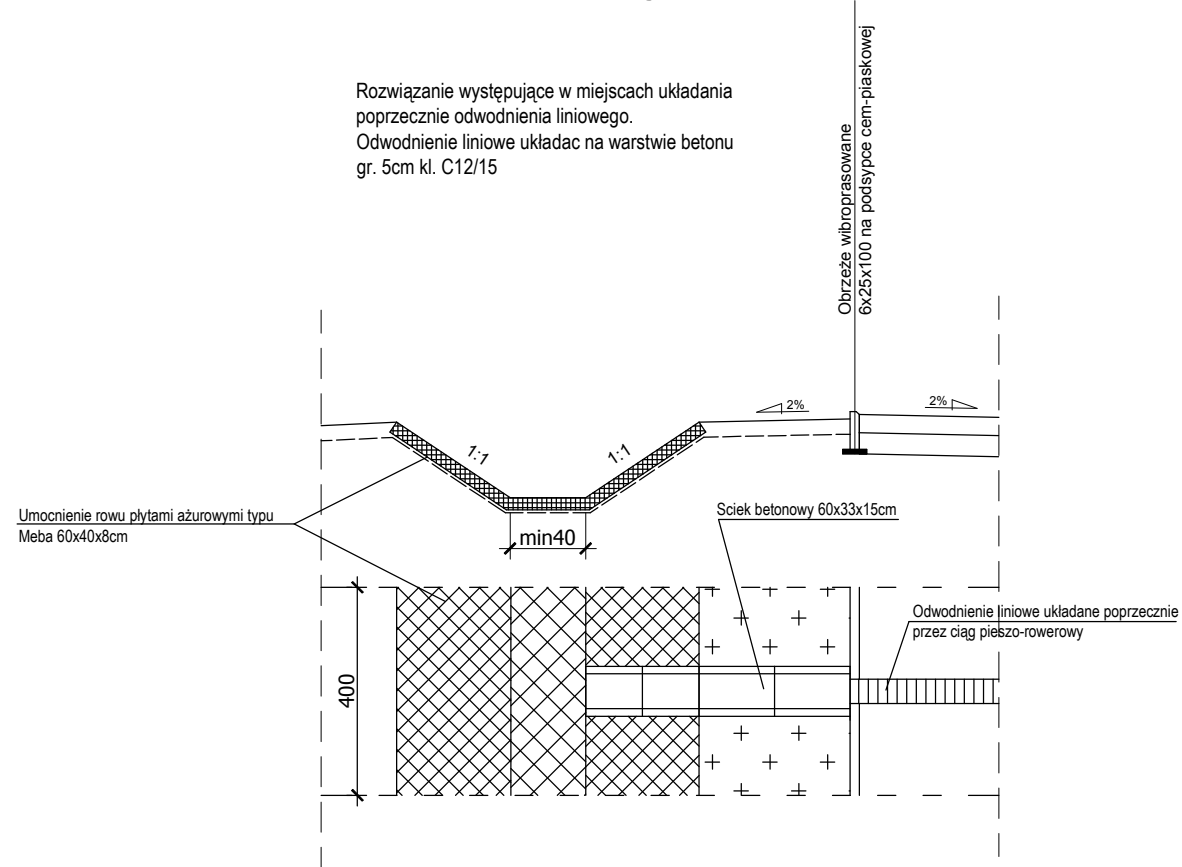 Rozwiązanie występujące w miejscach układania
poprzecznie odwodnienia liniowego.
Odwodnienie liniowe układac na warstwie betonu
gr. 5cm kl. C12/15
Obrzeże wibroprasowane
6x25x100 na podsypce cem-piaskowej
2%
2%
1:1
1:1
Umocnienie rowu płytami ażurowymi typu
Meba 60x40x8cm
min40
Sciek betonowy 60x33x15cm
Odwodnienie liniowe układane poprzecznie
przez ciąg pieszo-rowerowy
400